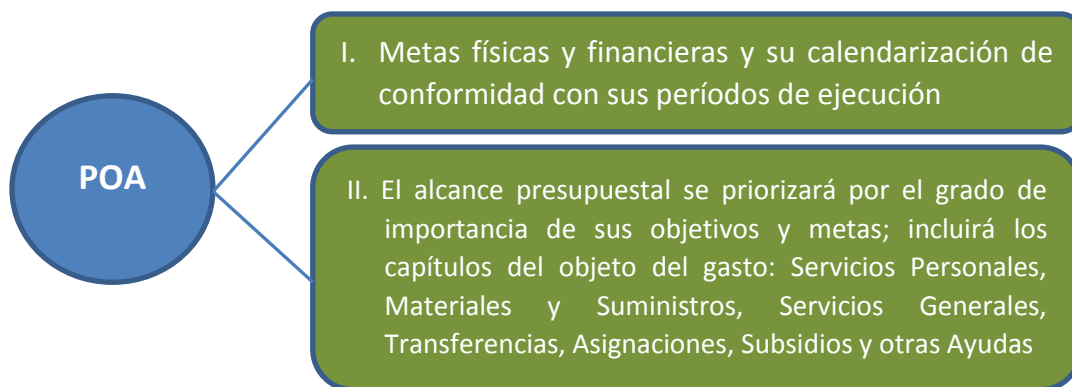 POA
I. Metas físicas y financieras y su calendarización de
conformidad con sus períodos de ejecución
II. El alcance presupuestal se priorizará por el grado de
importancia de sus objetivos y metas; incluirá los
capítulos del objeto del gasto: Servicios Personales,
Materiales y Suministros, Servicios Generales,
Transferencias, Asignaciones, Subsidios y otras Ayudas